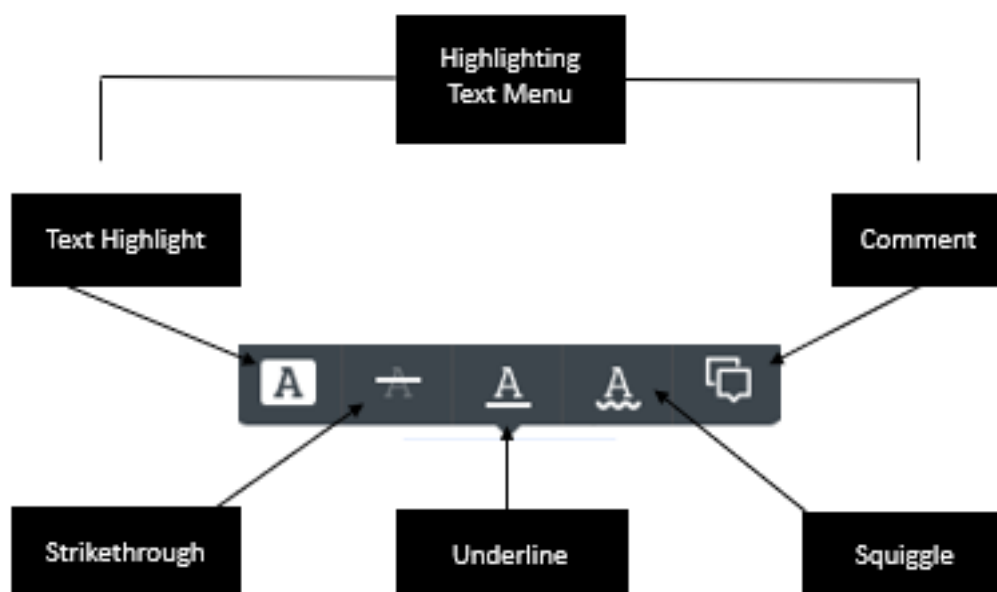 Highlighting
Text Menu
Text Highlight
Comment
A A A A
Strikethrough
Underline
Squiggle